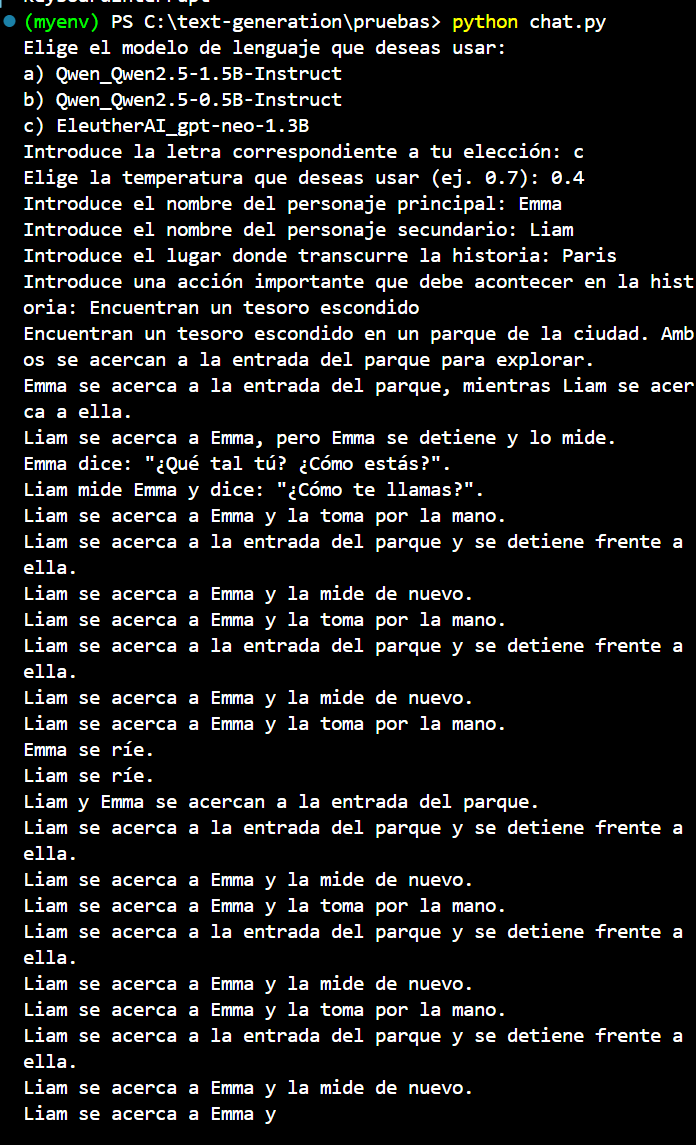 (myenv) PS C:\text-generation\pruebas> python chat.py
Elige el modelo de lenguaje que deseas usar:
a) Qwen_Qwen2.5-1.5B-Instruct
b) Qwen_Qwen2.5-0.5B-Instruct
c) EleutherAI_gpt-neo-1.3B
Introduce la letra correspondiente a tu elección: c
Elige la temperatura que deseas usar (ej. 0.7): 0.4
Introduce el nombre del personaje principal: Emma
Introduce el nombre del personaje secundario: Liam
Introduce el lugar donde transcurre la historia: Paris
Introduce una acción importante que debe acontecer en la hist
oria: Encuentran un tesoro escondido
Encuentran un tesoro escondido en un parque de la ciudad. Amb
os se acercan a la entrada del parque para explorar.
Emma se acerca a la entrada del parque, mientras Liam se acer
ca a ella.
Liam se acerca a Emma, pero Emma se detiene y lo mide.
Emma dice: "¿Qué tal tú? ¿Cómo estás?".
Liam mide Emma y dice: "¿Cómo te llamas?".
Liam se acerca a Emma y la toma por la mano.
Liam se acerca a la entrada del parque y se detiene frente a
ella.
Liam se acerca a Emma y la mide de nuevo.
Liam se acerca a Emma y la toma por la mano.
Liam se acerca a la entrada del parque y se detiene frente a
ella.
Liam se acerca a Emma y la mide de nuevo.
Liam se acerca a Emma y la toma por la mano.
Emma se ríe.
Liam se ríe.
Liam y Emma se acercan a la entrada del parque.
Liam se acerca a la entrada del parque y se detiene frente a
ella.
Liam se acerca a Emma y la mide de nuevo.
Liam se acerca a Emma y la toma por la mano.
Liam se acerca a la entrada del parque y se detiene frente a
ella.
Liam se acerca a Emma y la mide de nuevo.
Liam se acerca a Emma y la toma por la mano.
Liam se acerca a la entrada del parque y se detiene frente a
ella.
Liam se acerca a Emma y la mide de nuevo.
Liam se acerca a Emma y